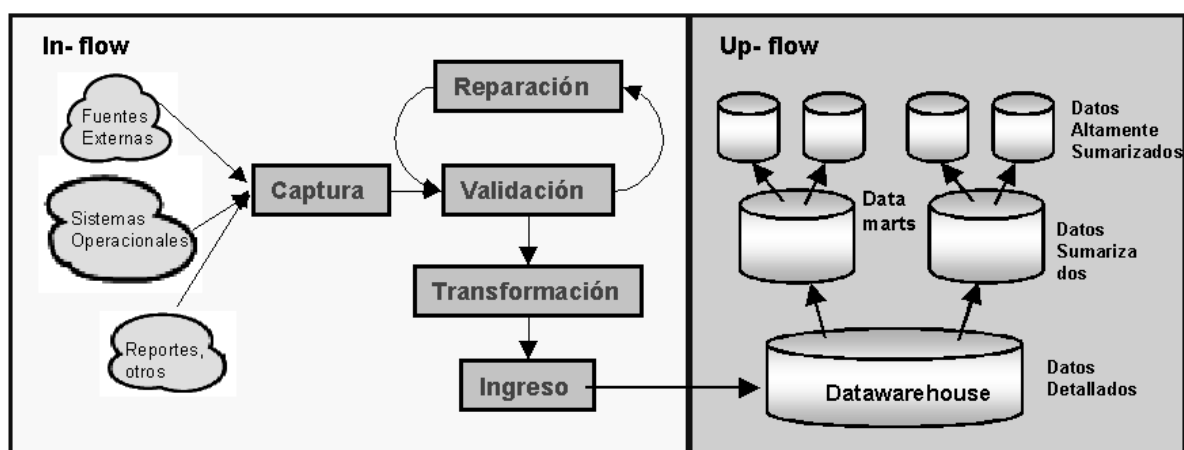 In- flow
Fuentes
Externas
Sistemas
Operacionales
Reportes,
otros
Captura
Reparación
Validación
Transformación
Ingreso
Up- flow
Datos
Altamente
Sumarizados
Data
marts
Datos
Sumariza
dos
Datawarehouse
Datos
Detallados